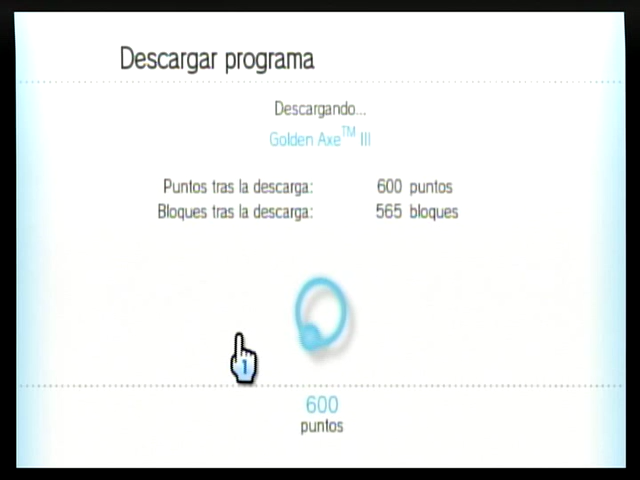 Descargar programa
Descargando...
Golden Axe™ III
Puntos tras la descarga: 600 puntos
Bloques tras la descarga: 565 bloques
1
600
puntos